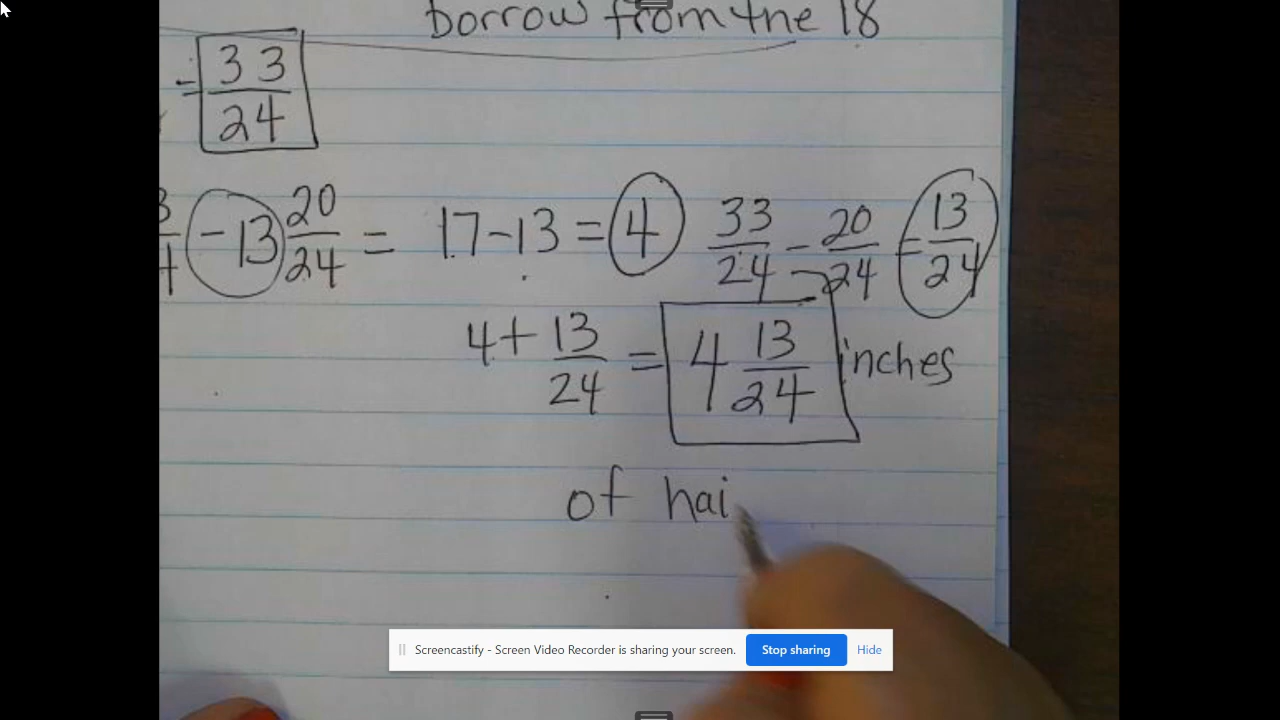 borrow from the 18
= 33/24
- 13 20/24 = 17-13 = 4 33/24 - 20/24 = 13/24
4 + 13/24 = 4 13/24 inches
of hai
Screencastify - Screen Video Recorder is sharing your screen. Stop sharing Hide